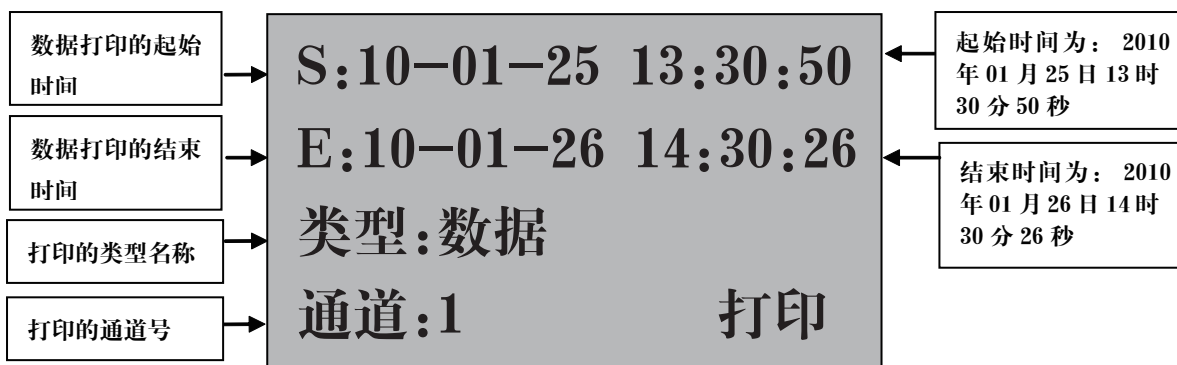 数据打印的起始
时间
数据打印的结束
时间
打印的类型名称
打印的通道号
S:10-01-25 13:30:50
E:10-01-26 14:30:26
类型:数据
通道:1 打印
起始时间为: 2010
年 01 月 25 日 13 时
30 分 50 秒
结束时间为: 2010
年 01 月 26 日 14 时
30 分 26 秒